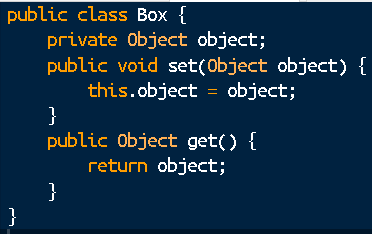 public class Box {
    private Object object;
    public void set(Object object) {
        this.object = object;
    }
    public Object get() {
        return object;
    }
}